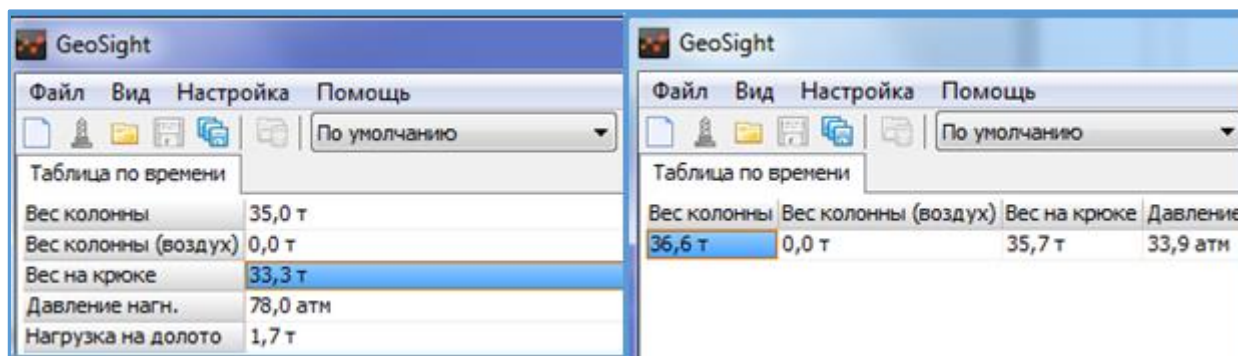 GeoSight
Файл Вид Настройка Помощь
По умолчанию
Таблица по времени
Вес колонны 35,0 т
Вес колонны (воздух) 0,0 т
Вес на крюке 33,3 т
Давление нагн. 78,0 атм
Нагрузка на долото 1,7 т
GeoSight
Файл Вид Настройка Помощь
По умолчанию
Таблица по времени
Вес колонны Вес колонны (воздух) Вес на крюке Давление
36,6 т 0,0 т 35,7 т 33,9 атм